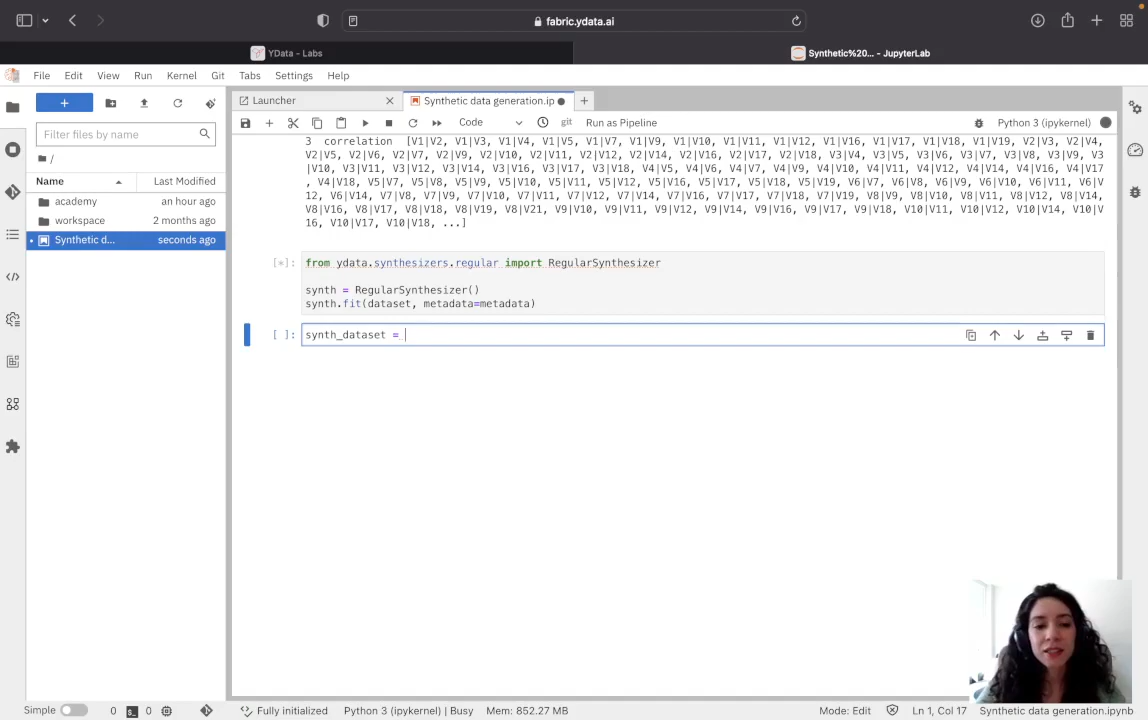 fabric.ydata.ai
YData - Labs
Synthetic%20... - JupyterLab
File Edit View Run Kernel Git Tabs Settings Help
+
Launcher
Synthetic data generation.ip
Filter files by name
Code
git
Run as Pipeline
Python 3 (ipykernel)
/
Name
Last Modified
academy
an hour ago
workspace
2 months ago
Synthetic d...
seconds ago
3 correlation [V1|V2, V1|V3, V1|V4, V1|V5, V1|V7, V1|V9, V1|V10, V1|V11, V1|V12, V1|V16, V1|V17, V1|V18, V1|V19, V2|V3, V2|V4,
V2|V5, V2|V6, V2|V7, V2|V9, V2|V10, V2|V11, V2|V12, V2|V14, V2|V16, V2|V17, V2|V18, V3|V4, V3|V5, V3|V6, V3|V7, V3|V8, V3|V9, V3
|V10, V3|V11, V3|V12, V3|V14, V3|V16, V3|V17, V3|V18, V4|V5, V4|V6, V4|V7, V4|V9, V4|V10, V4|V11, V4|V12, V4|V14, V4|V16, V4|V17
, V4|V18, V5|V7, V5|V8, V5|V9, V5|V10, V5|V11, V5|V12, V5|V16, V5|V17, V5|V18, V5|V19, V6|V7, V6|V8, V6|V9, V6|V10, V6|V11, V6|V
12, V6|V14, V7|V8, V7|V9, V7|V10, V7|V11, V7|V12, V7|V14, V7|V16, V7|V17, V7|V18, V7|V19, V8|V9, V8|V10, V8|V11, V8|V12, V8|V14,
V8|V16, V8|V17, V8|V18, V8|V19, V8|V21, V9|V10, V9|V11, V9|V12, V9|V14, V9|V16, V9|V17, V9|V18, V10|V11, V10|V12, V10|V14, V10|V
16, V10|V17, V10|V18, ...]
[*]: from ydata.synthesizers.regular import RegularSynthesizer
synth = RegularSynthesizer()
synth.fit(dataset, metadata=metadata)
[ ]: synth_dataset =
Simple
0
0
Fully initialized
Python 3 (ipykernel) | Busy
Mem: 852.27 MB
Mode: Edit
Ln 1, Col 17
Synthetic data generation.ipynb